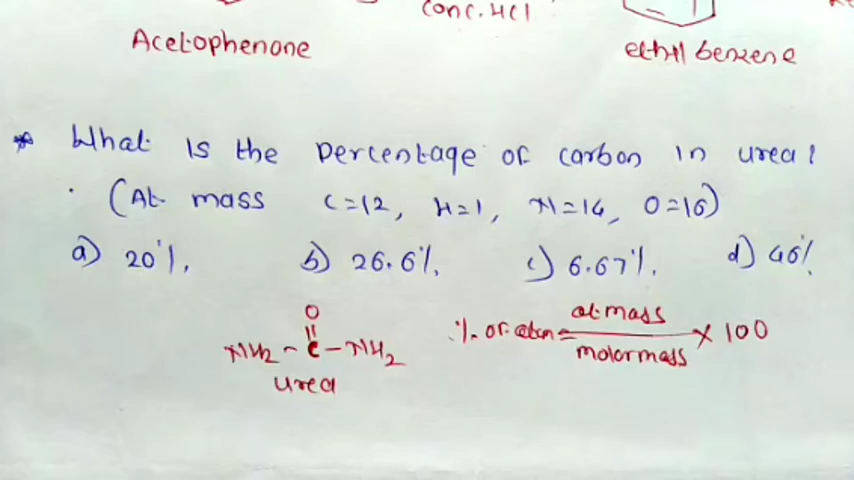 conc. HCl
Acetophenone
ethyl benzene
* What is the percentage of carbon in urea?
(At. mass C=12, H=1, N=14, O=16)
a) 20%. b) 26.6%. c) 6.67%. d) 46%
O
NH2 - C - NH2
urea
% of atom = at. mass / molar mass × 100